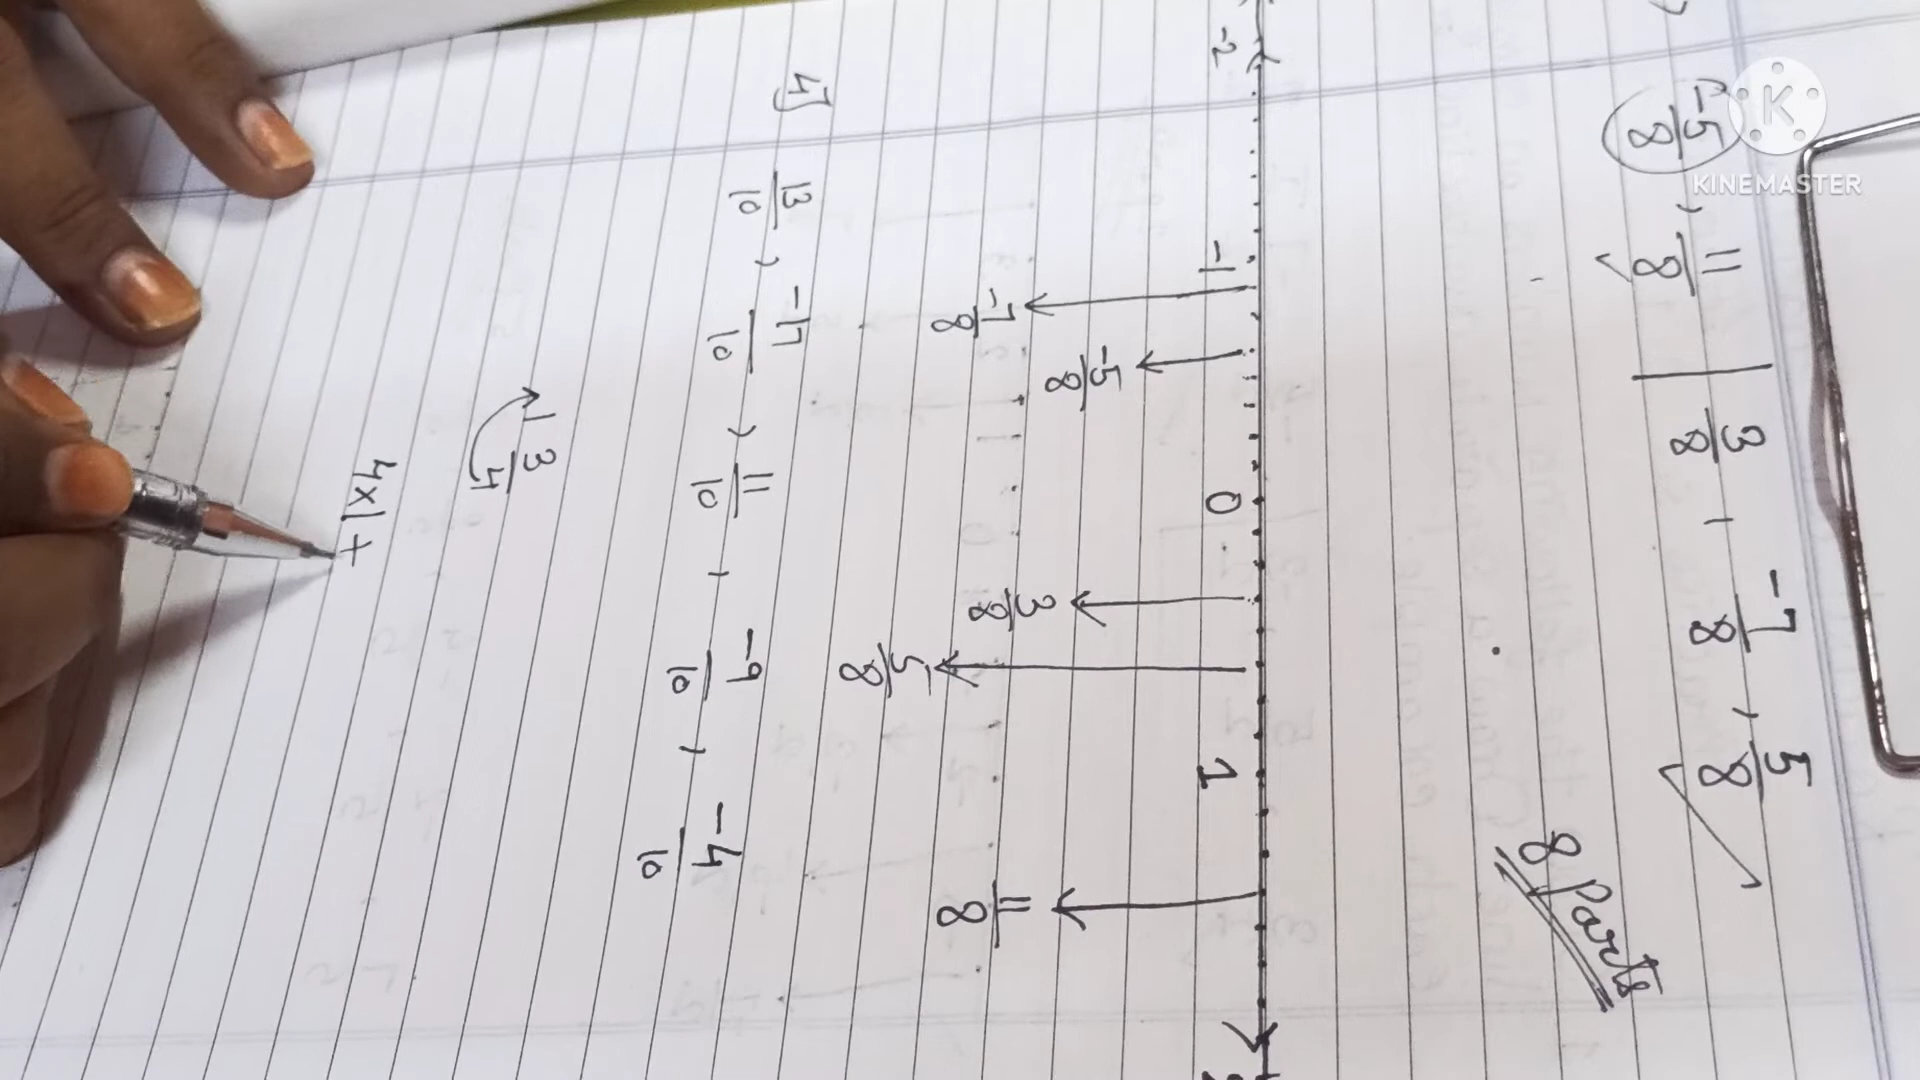 -5/8 , 11/8 | 3/8 , -7/8 , 5/8
8 Parts
-2 -1 0 1
-5/8 3/8
-7/8 11/8
5/8
4] 13/10 , -17/10 , 11/10 , -9/10 , -4/10
1 3/4
4x1+
KINEMASTER